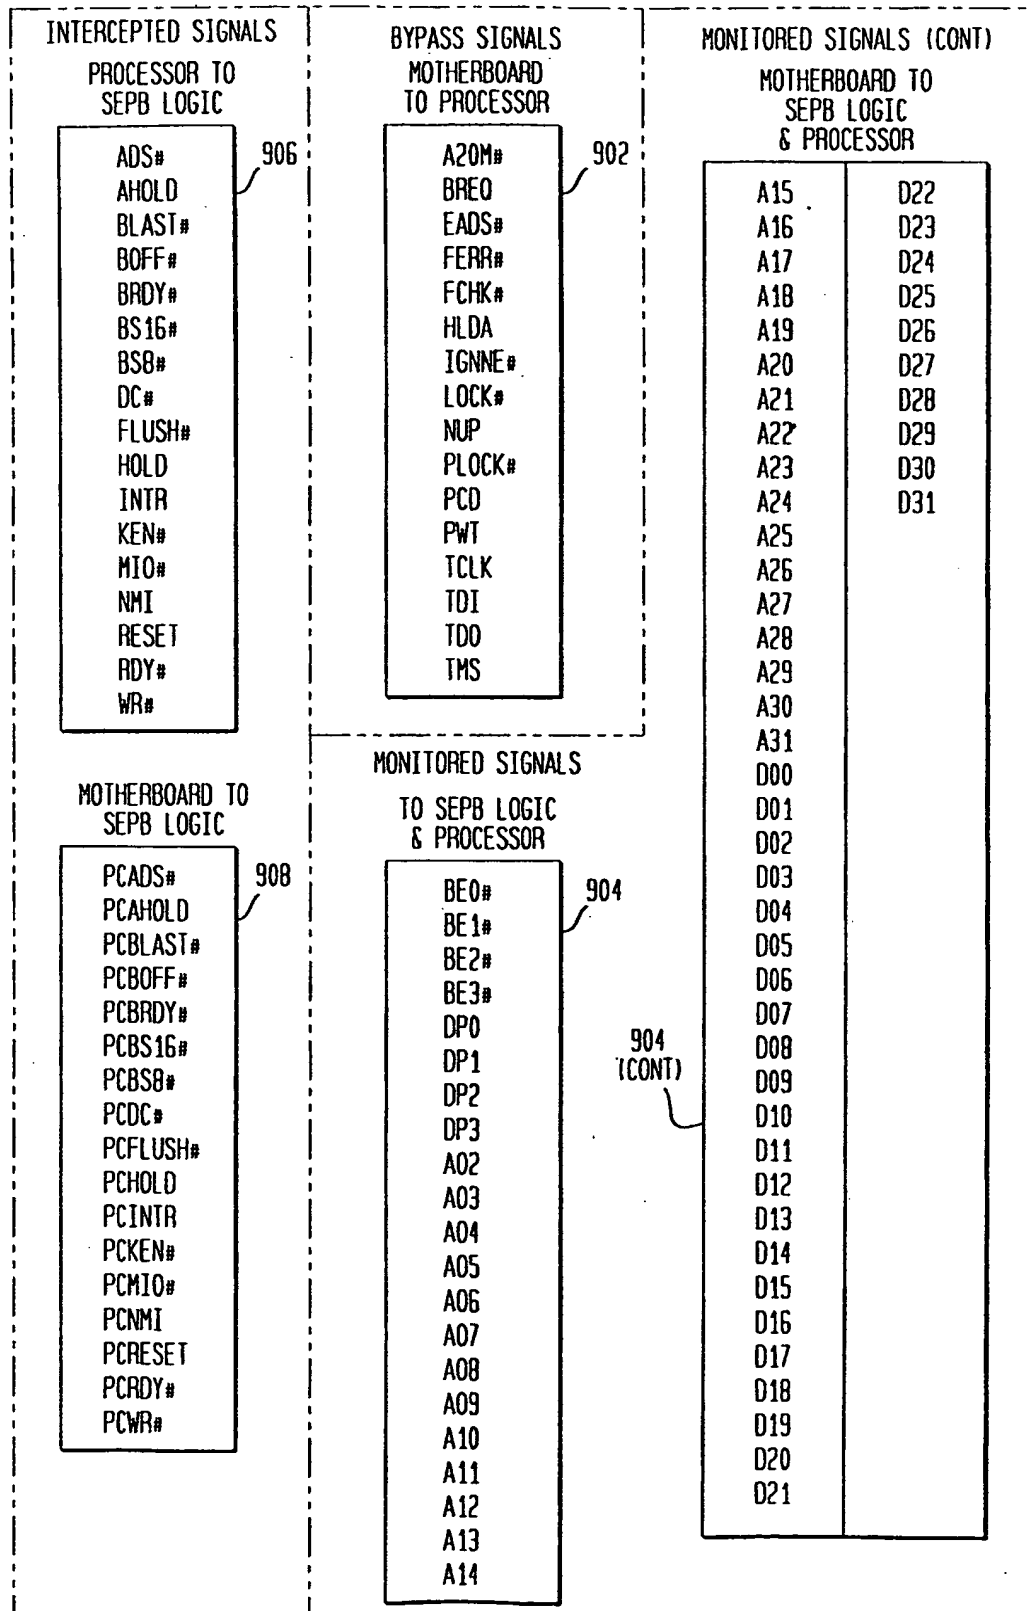 INTERCEPTED SIGNALS
PROCESSOR TO
SEPB LOGIC
906
ADS#
AHOLD
BLAST#
BOFF#
BRDY#
BS16#
BS8#
DC#
FLUSH#
HOLD
INTR
KEN#
MIO#
NMI
RESET
RDY#
WR#
MOTHERBOARD TO
SEPB LOGIC
908
PCADS#
PCAHOLD
PCBLAST#
PCBOFF#
PCBRDY#
PCBS16#
PCBS8#
PCDC#
PCFLUSH#
PCHOLD
PCINTR
PCKEN#
PCMIO#
PCNMI
PCRESET
PCRDY#
PCWR#
BYPASS SIGNALS
MOTHERBOARD
TO PROCESSOR
902
A20M#
BREQ
EADS#
FERR#
FCHK#
HLDA
IGNNE#
LOCK#
NUP
PLOCK#
PCD
PWT
TCLK
TDI
TDO
TMS
MONITORED SIGNALS
TO SEPB LOGIC
& PROCESSOR
904
BE0#
BE1#
BE2#
BE3#
DP0
DP1
DP2
DP3
A02
A03
A04
A05
A06
A07
A08
A09
A10
A11
A12
A13
A14
MONITORED SIGNALS (CONT)
MOTHERBOARD TO
SEPB LOGIC
& PROCESSOR
904
(CONT)
A15
A16
A17
A18
A19
A20
A21
A22
A23
A24
A25
A26
A27
A28
A29
A30
A31
D00
D01
D02
D03
D04
D05
D06
D07
D08
D09
D10
D11
D12
D13
D14
D15
D16
D17
D18
D19
D20
D21
D22
D23
D24
D25
D26
D27
D28
D29
D30
D31